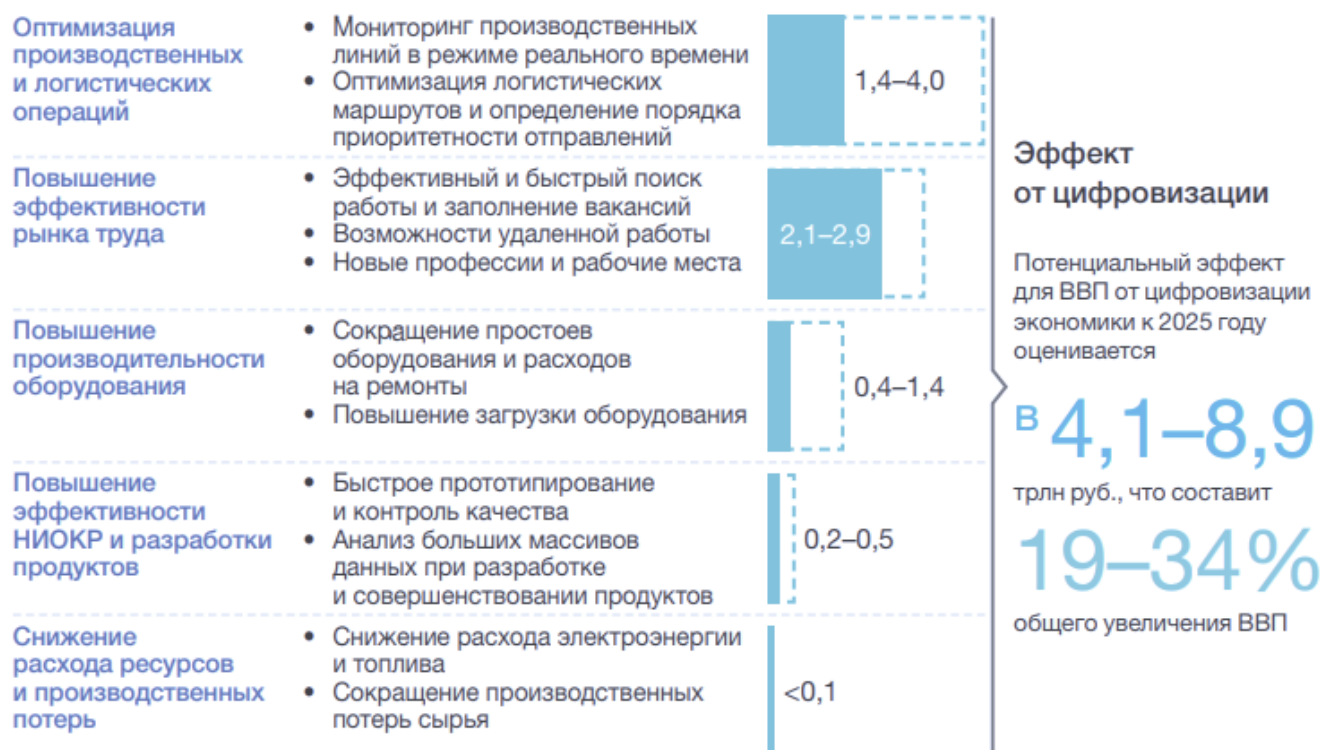 Оптимизация
производственных
и логистических
операций
• Мониторинг производственных
линий в режиме реального времени
• Оптимизация логистических
маршрутов и определение порядка
приоритетности отправлений
1,4–4,0
Повышение
эффективности
рынка труда
• Эффективный и быстрый поиск
работы и заполнение вакансий
• Возможности удаленной работы
• Новые профессии и рабочие места
2,1–2,9
Повышение
производительности
оборудования
• Сокращение простоев
оборудования и расходов
на ремонты
• Повышение загрузки оборудования
0,4–1,4
Повышение
эффективности
НИОКР и разработки
продуктов
• Быстрое прототипирование
и контроль качества
• Анализ больших массивов
данных при разработке
и совершенствовании продуктов
0,2–0,5
Снижение
расхода ресурсов
и производственных
потерь
• Снижение расхода электроэнергии
и топлива
• Сокращение производственных
потерь сырья
<0,1
Эффект
от цифровизации
Потенциальный эффект
для ВВП от цифровизации
экономики к 2025 году
оценивается
в 4,1–8,9
трлн руб., что составит
19–34%
общего увеличения ВВП